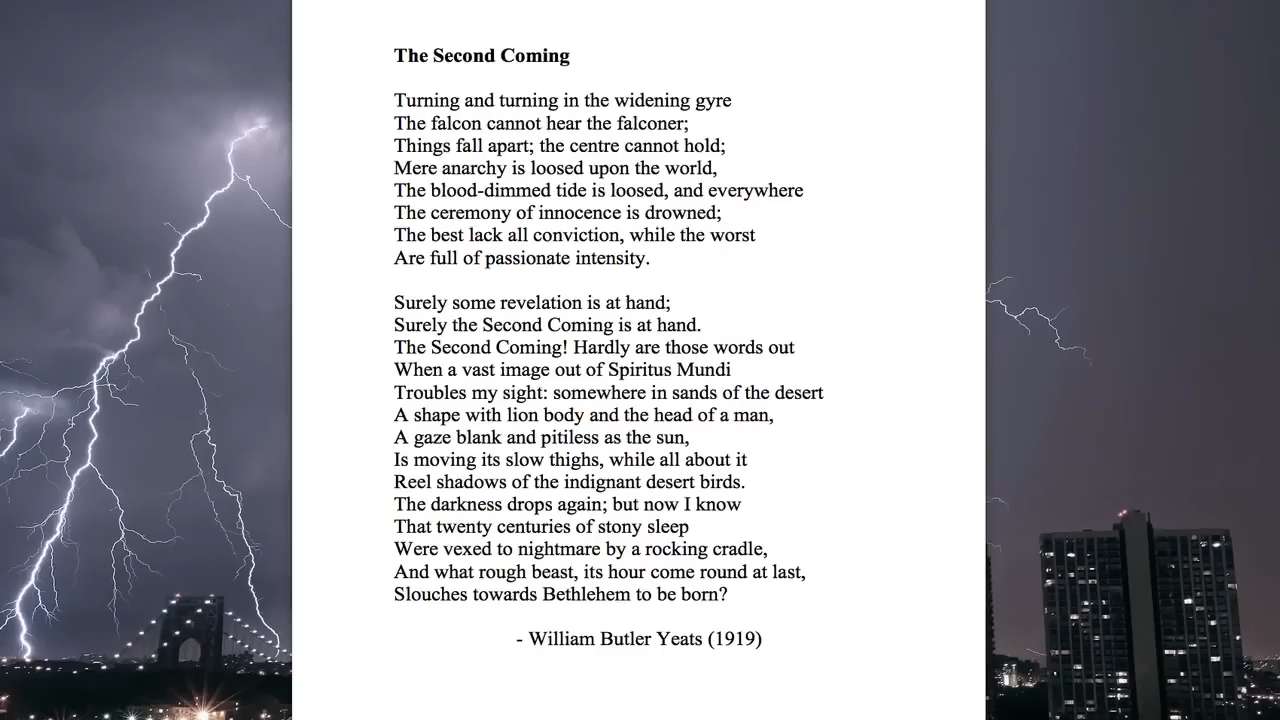 The Second Coming
Turning and turning in the widening gyre
The falcon cannot hear the falconer;
Things fall apart; the centre cannot hold;
Mere anarchy is loosed upon the world,
The blood-dimmed tide is loosed, and everywhere
The ceremony of innocence is drowned;
The best lack all conviction, while the worst
Are full of passionate intensity.
Surely some revelation is at hand;
Surely the Second Coming is at hand.
The Second Coming! Hardly are those words out
When a vast image out of Spiritus Mundi
Troubles my sight: somewhere in sands of the desert
A shape with lion body and the head of a man,
A gaze blank and pitiless as the sun,
Is moving its slow thighs, while all about it
Reel shadows of the indignant desert birds.
The darkness drops again; but now I know
That twenty centuries of stony sleep
Were vexed to nightmare by a rocking cradle,
And what rough beast, its hour come round at last,
Slouches towards Bethlehem to be born?
- William Butler Yeats (1919)